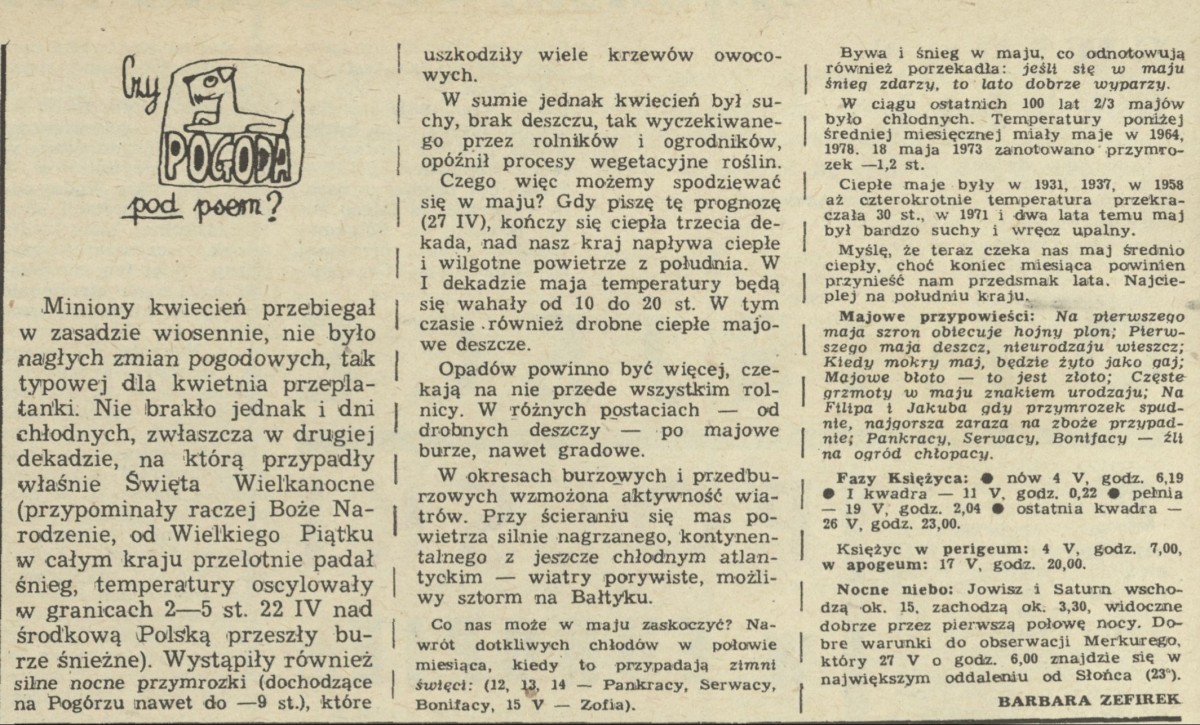 Czy
POGODA
pod psem?
Miniony kwiecień przebiegał
w zasadzie wiosennie, nie było
nagłych zmian pogodowych, tak
typowej dla kwietnia przepla-
tanki. Nie brakło jednak i dni
chłodnych, zwłaszcza w drugiej
dekadzie, na którą przypadły
właśnie Święta Wielkanocne
(przypominały raczej Boże Na-
rodzenie, od Wielkiego Piątku
w całym kraju przelotnie padał
śnieg, temperatury oscylowały
w granicach 2—5 st. 22 IV nad
środkową Polską przeszły bu-
rze śnieżne). Wystąpiły również
silne nocne przymrozki (dochodzące
na Pogórzu nawet do —9 st.), które
uszkodziły wiele krzewów owoco-
wych.
W sumie jednak kwiecień był su-
chy, brak deszczu, tak wyczekiwane-
go przez rolników i ogrodników,
opóźnił procesy wegetacyjne roślin.
Czego więc możemy spodziewać
się w maju? Gdy piszę tę prognozę
(27 IV), kończy się ciepła trzecia de-
kada, nad nasz kraj napływa ciepłe
i wilgotne powietrze z południa. W
I dekadzie maja temperatury będą
się wahały od 10 do 20 st. W tym
czasie również drobne ciepłe majo-
we deszcze.
Opadów powinno być więcej, cze-
kają na nie przede wszystkim rol-
nicy. W różnych postaciach — od
drobnych deszczy — po majowe
burze, nawet gradowe.
W okresach burzowych i przedbu-
rzowych wzmożona aktywność wia-
trów. Przy ścieraniu się mas po-
wietrza silnie nagrzanego, kontynen-
talnego z jeszcze chłodnym atlan-
tyckim — wiatry porywiste, możli-
wy sztorm na Bałtyku.
Co nas może w maju zaskoczyć? Na-
wrót dotkliwych chłodów w połowie
miesiąca, kiedy to przypadają zimni
święci: (12, 13, 14 — Pankracy, Serwacy,
Bonifacy, 15 V — Zofia).
Bywa i śnieg w maju, co odnotowują
również porzekadła: jeśli się w maju
śnieg zdarzy, to lato dobrze wyparzy.
W ciągu ostatnich 100 lat 2/3 majów
było chłodnych. Temperatury poniżej
średniej miesięcznej miały maje w 1964,
1978. 18 maja 1973 zanotowano przymro-
zek —1,2 st.
Ciepłe maje były w 1931, 1937, w 1958
aż czterokrotnie temperatura przekra-
czała 30 st., w 1971 i dwa lata temu maj
był bardzo suchy i wręcz upalny.
Myślę, że teraz czeka nas maj średnio
ciepły, choć koniec miesiąca powinien
przynieść nam przedsmak lata. Najcie-
plej na południu kraju.
Majowe przypowieści: Na pierwszego
maja szron obiecuje hojny plon; Pierw-
szego maja deszcz, nieurodzaju wieszcz;
Kiedy mokry maj, będzie żyto jako gaj;
Majowe błoto — to jest złoto; Częste
grzmoty w maju znakiem urodzaju; Na
Filipa i Jakuba gdy przymrozek spad-
nie, najgorsza zaraza na zboże przypad-
nie; Pankracy, Serwacy, Bonifacy — źli
na ogród chłopacy.
Fazy Księżyca: ● nów 4 V, godz. 6,19
● I kwadra — 11 V, godz. 0,22 ● pełnia
— 19 V, godz. 2,04 ● ostatnia kwadra —
26 V, godz. 23,00.
Księżyc w perigeum: 4 V, godz. 7,00,
w apogeum: 17 V, godz. 20,00.
Nocne niebo: Jowisz i Saturn wscho-
dzą ok. 15, zachodzą ok. 3,30, widoczne
dobrze przez pierwszą połowę nocy. Do-
bre warunki do obserwacji Merkurego,
który 27 V o godz. 6,00 znajdzie się w
największym oddaleniu od Słońca (23°).
BARBARA ZEFIREK